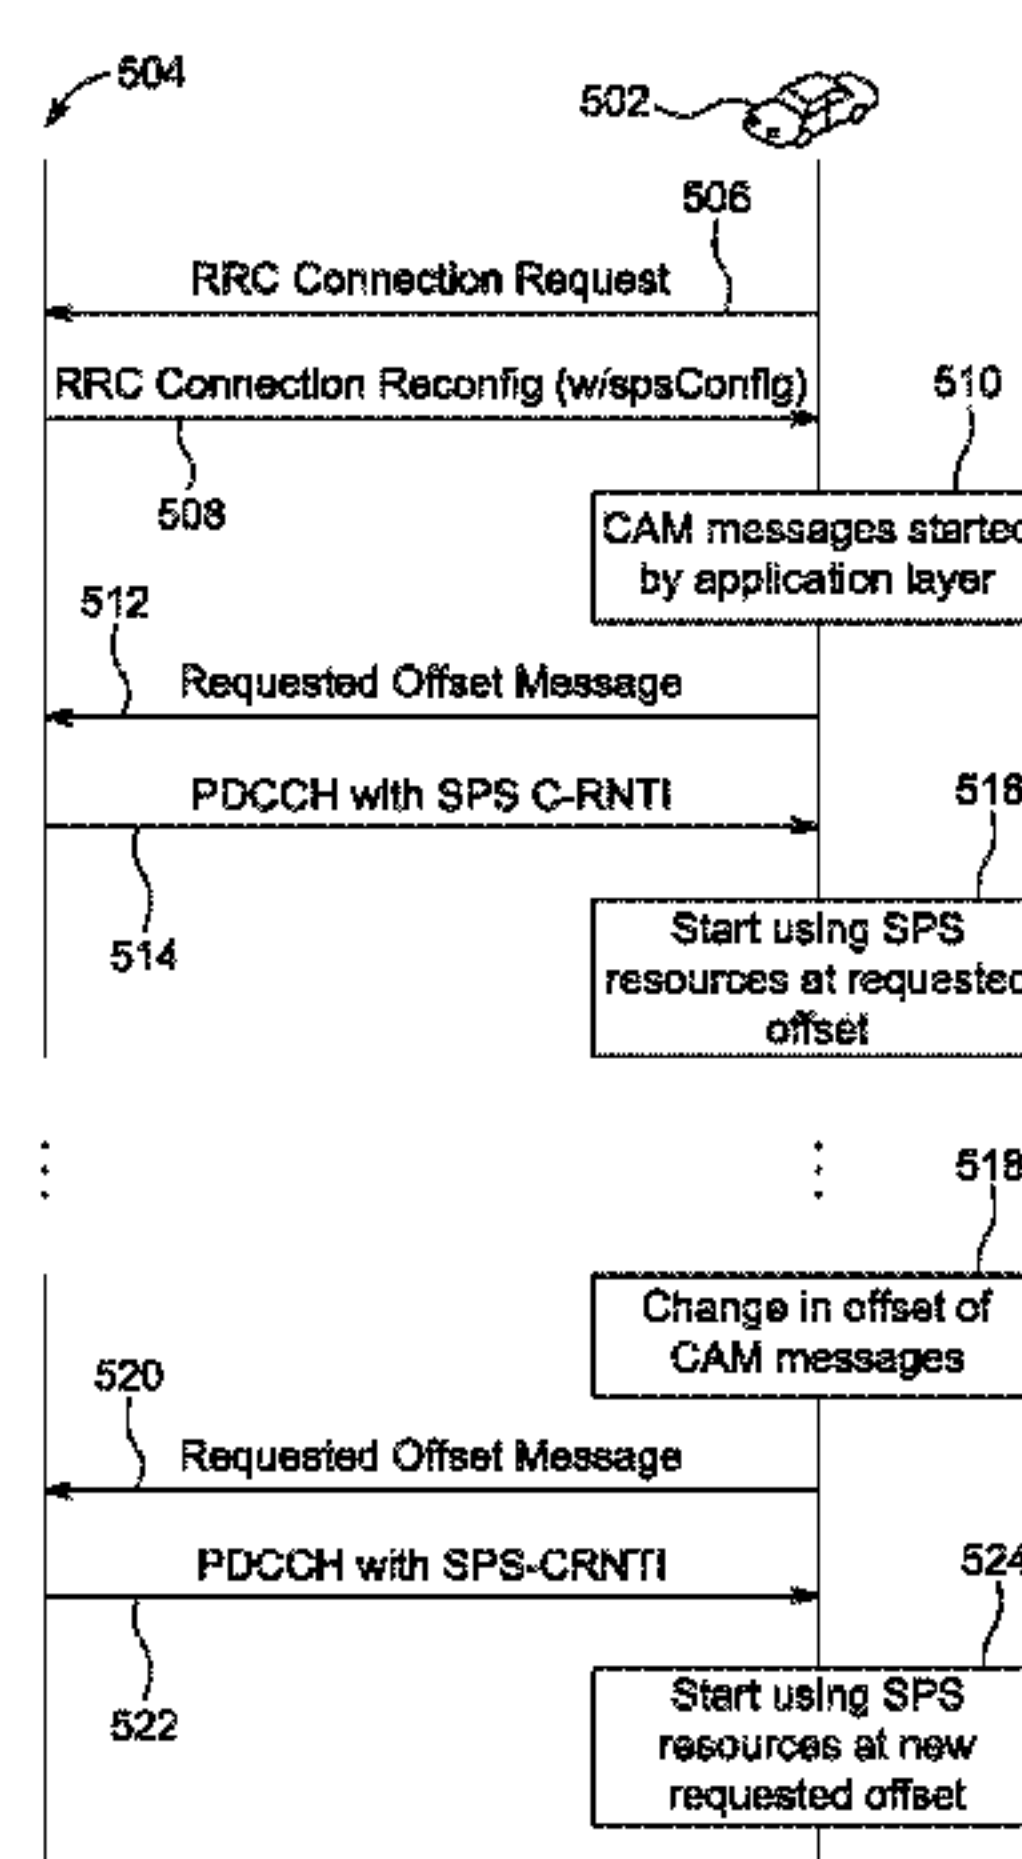 504
502
506
RRC Connection Request
RRC Connection Reconfig (w/spsConfig)
510
508
CAM messages started
by application layer
512
Requested Offset Message
PDCCH with SPS C-RNTI
516
514
Start using SPS
resources at requested
offset
518
Change in offset of
CAM messages
520
Requested Offset Message
PDCCH with SPS-CRNTI
524
522
Start using SPS
resources at new
requested offset